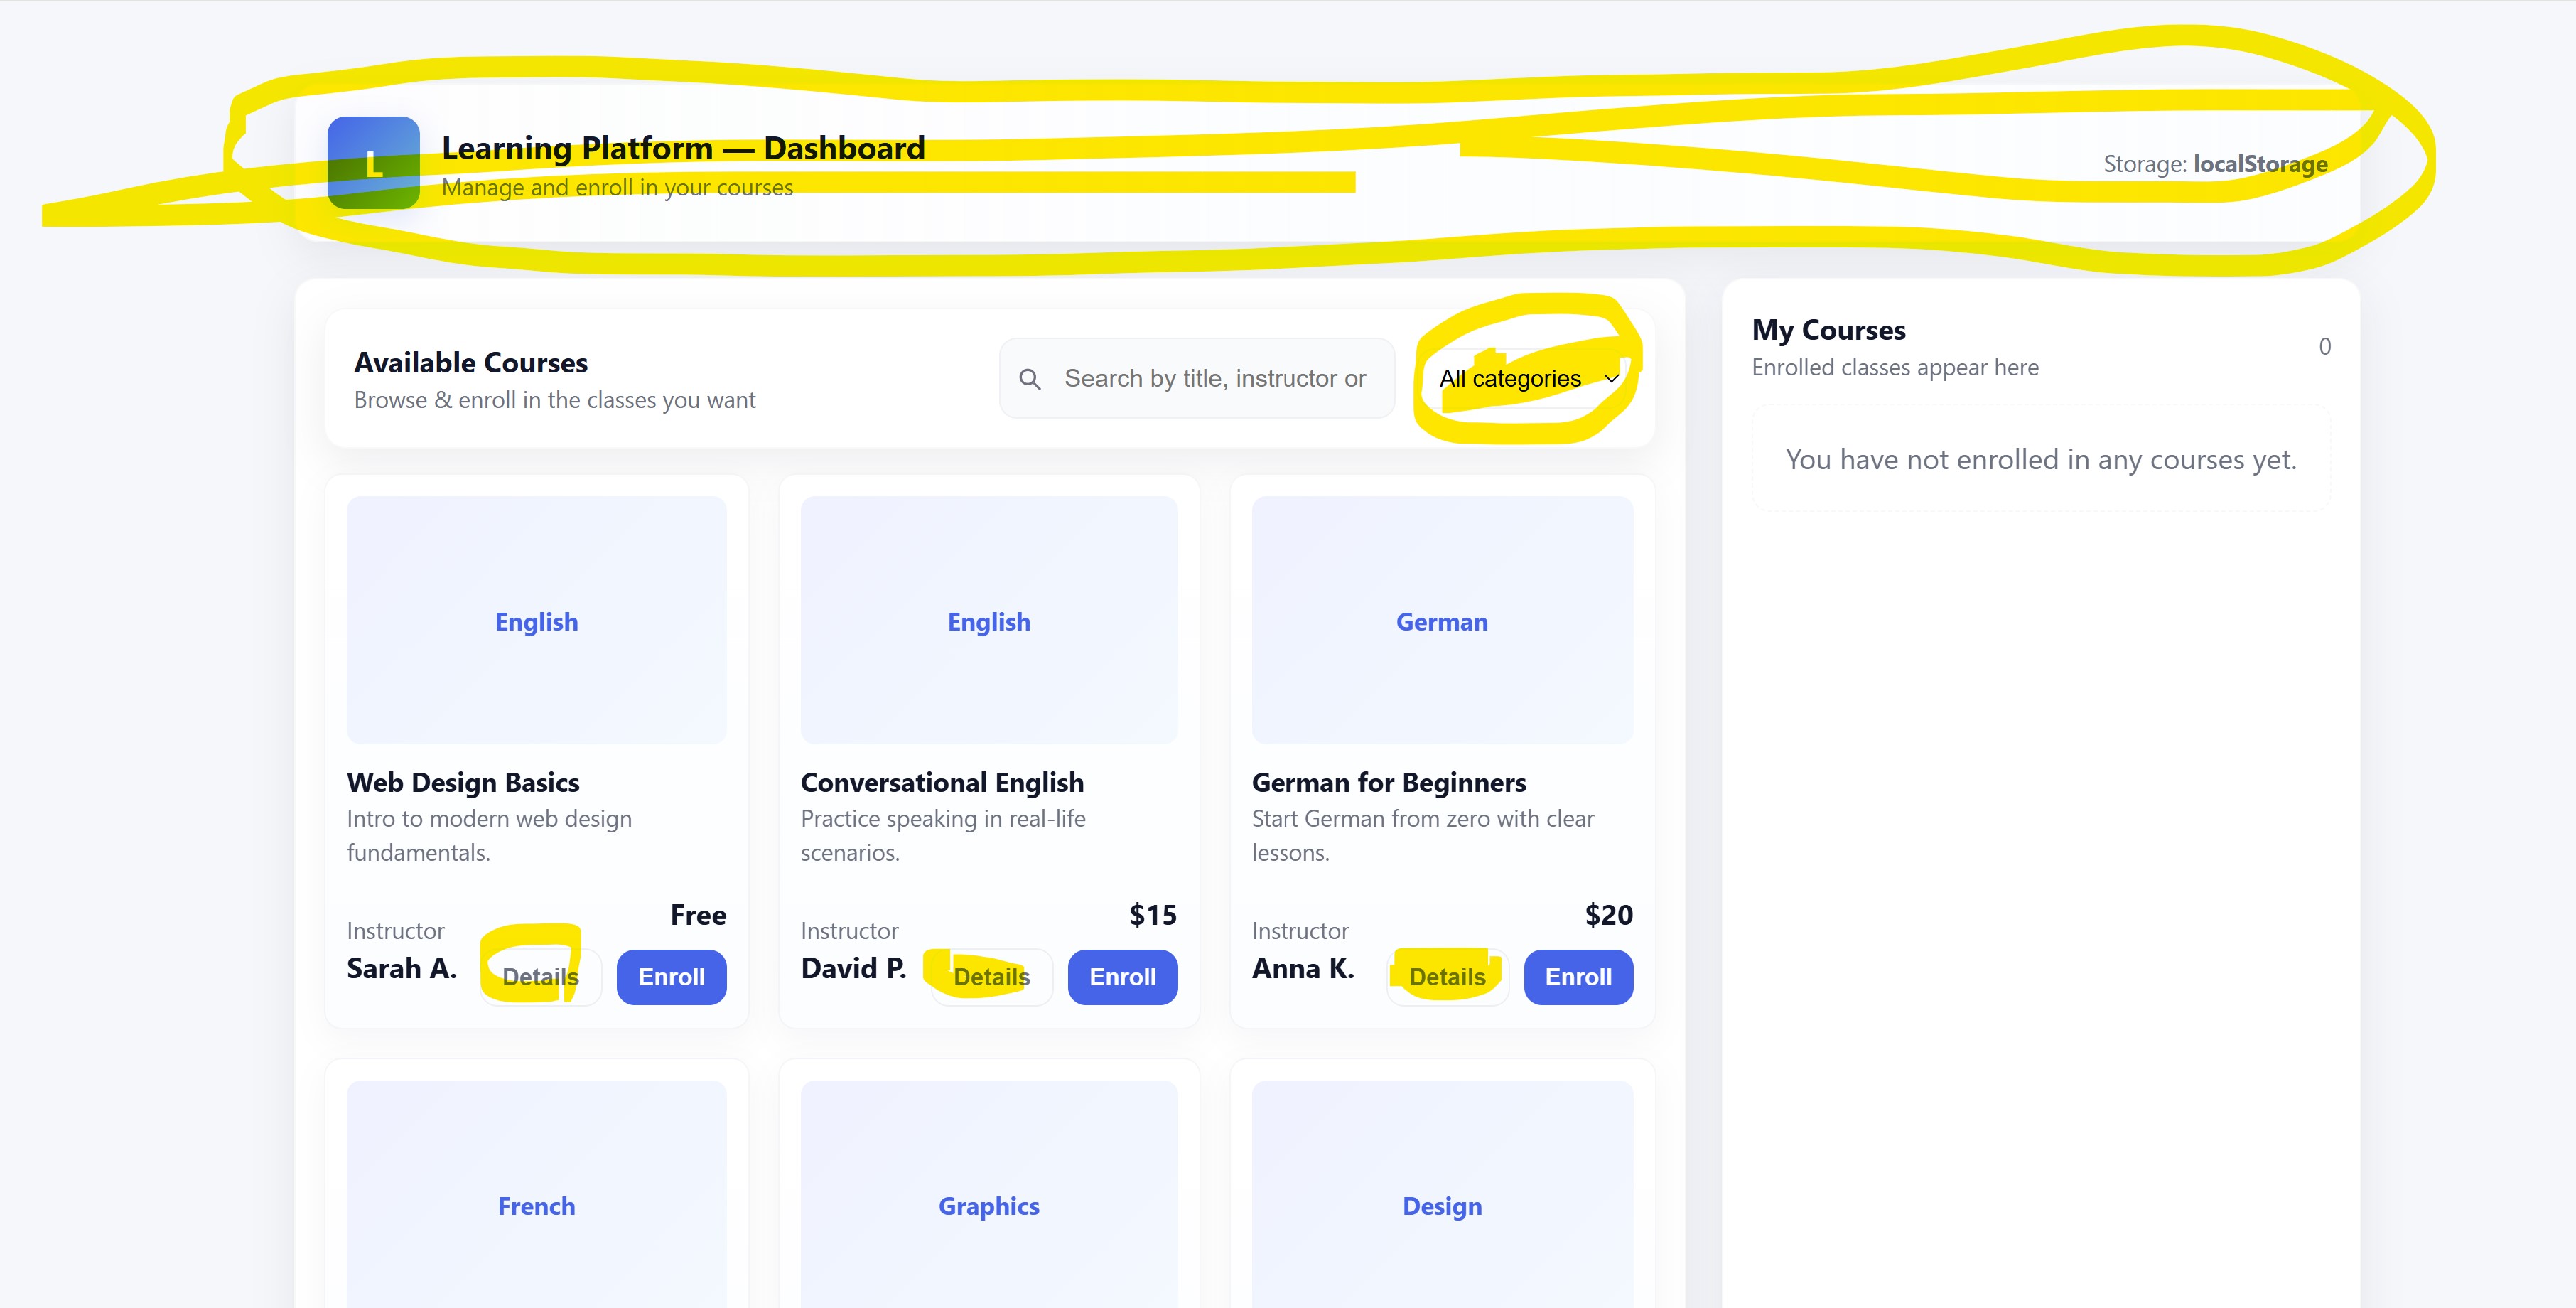 L
Learning Platform — Dashboard
Manage and enroll in your courses
Storage: localStorage
Available Courses
Browse & enroll in the classes you want
Search by title, instructor or
All categories
My Courses
Enrolled classes appear here
0
You have not enrolled in any courses yet.
English
Web Design Basics
Intro to modern web design
fundamentals.
Instructor
Sarah A.
Free
Details
Enroll
English
Conversational English
Practice speaking in real-life
scenarios.
Instructor
David P.
$15
Details
Enroll
German
German for Beginners
Start German from zero with clear
lessons.
Instructor
Anna K.
$20
Details
Enroll
French
Graphics
Design